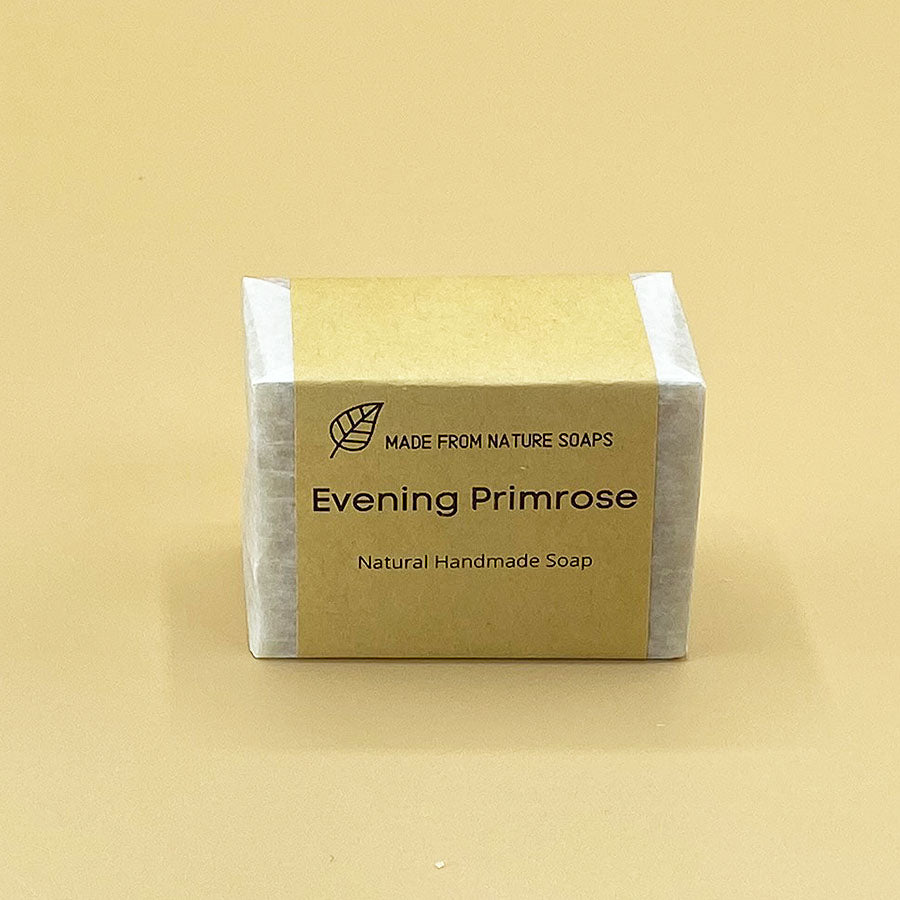 MADE FROM NATURE SOAPS
Evening Primrose
Natural Handmade Soap